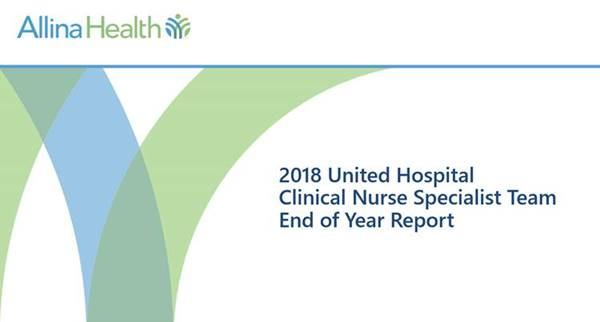 AllinaHealth
2018 United Hospital
Clinical Nurse Specialist Team
End of Year Report